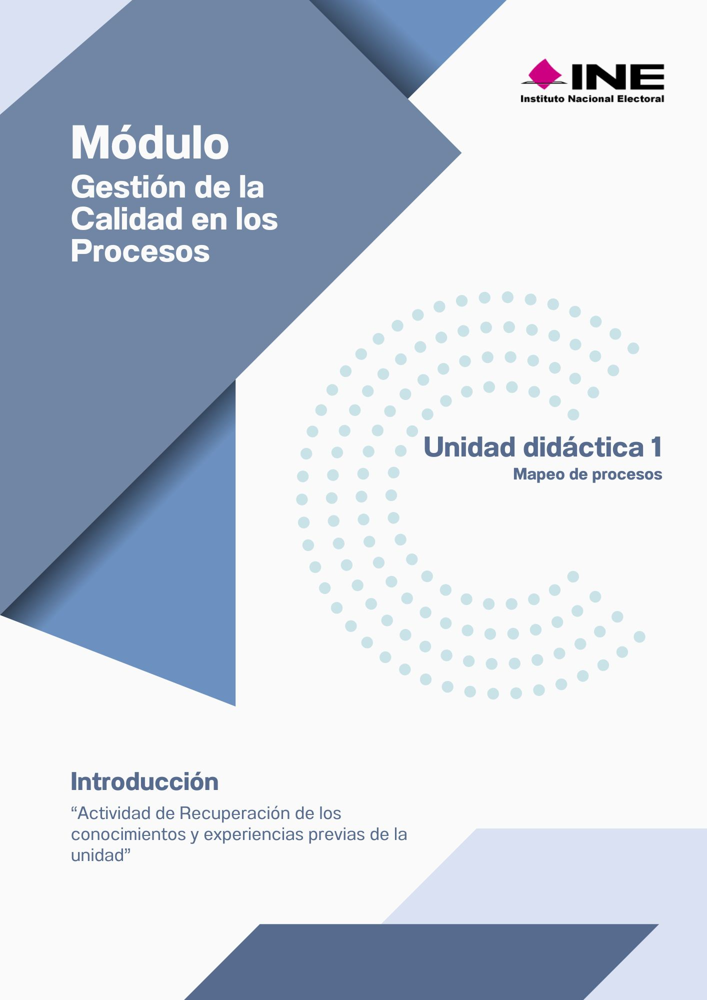 INE
Instituto Nacional Electoral
Módulo
Gestión de la
Calidad en los
Procesos
Unidad didáctica 1
Mapeo de procesos
Introducción
“Actividad de Recuperación de los
conocimientos y experiencias previas de la
unidad”